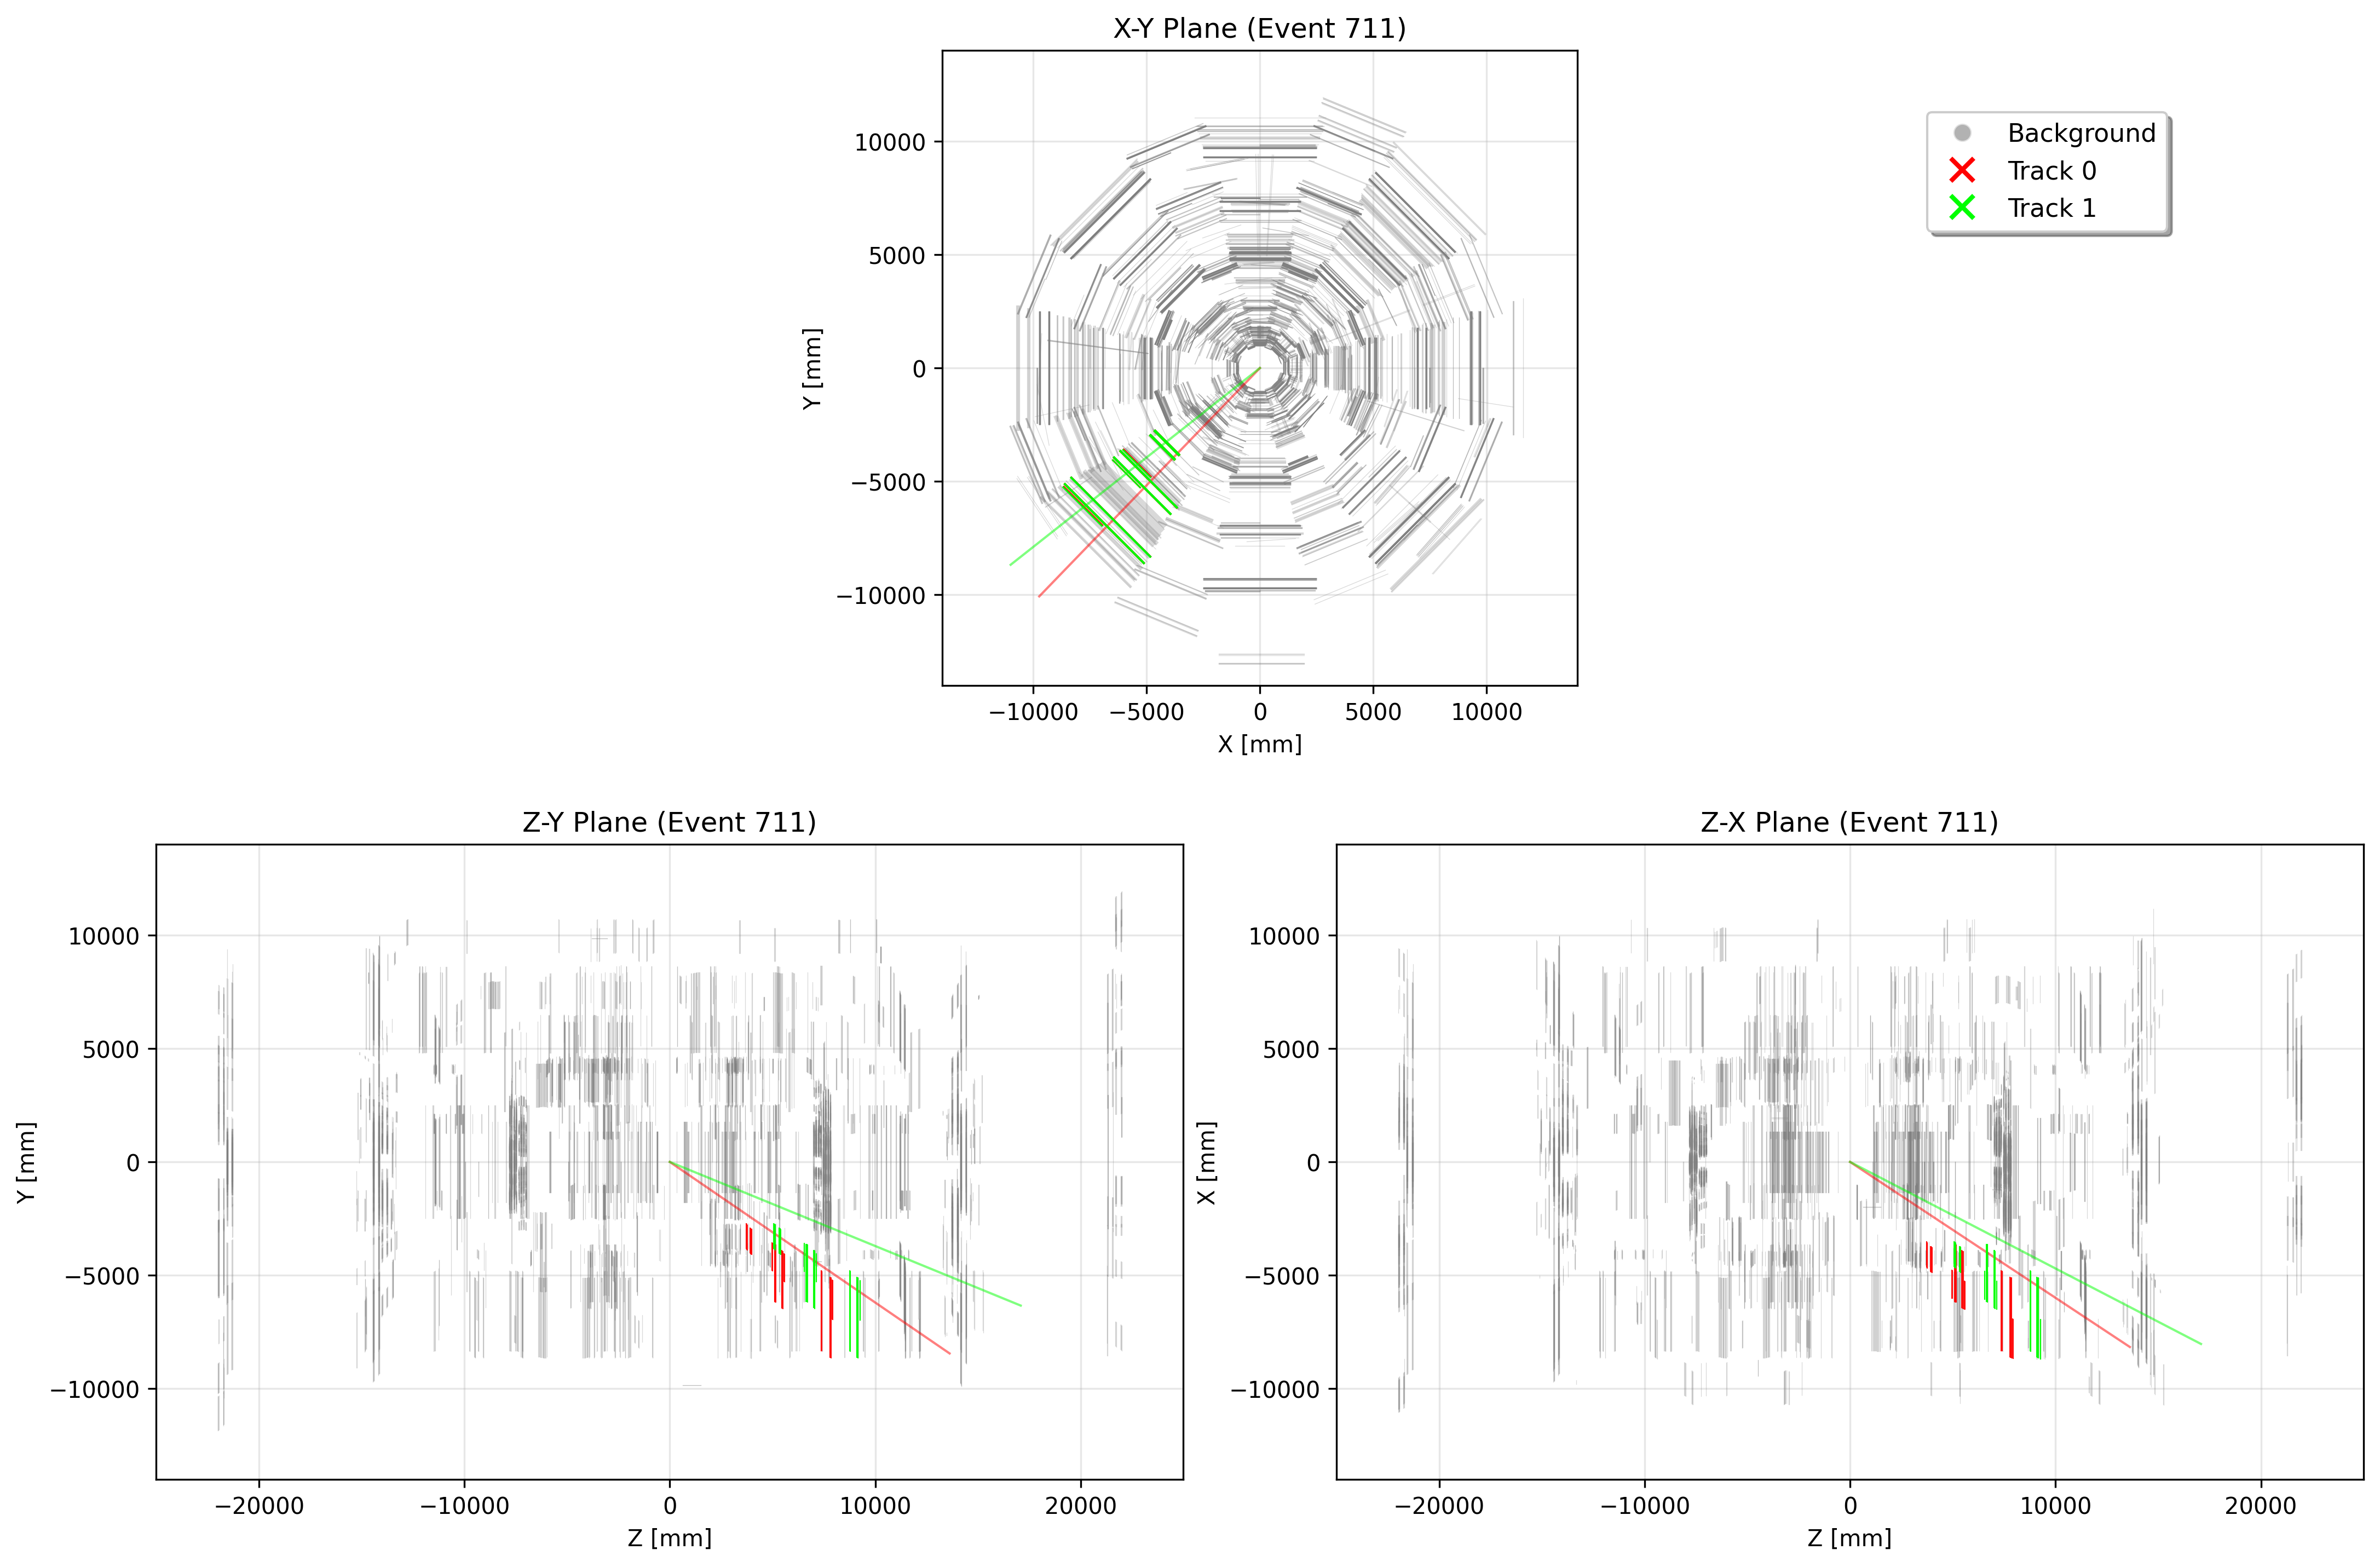 X-Y Plane (Event 711)
Background
Track 0
Track 1
10000
5000
0
−5000
−10000
Y [mm]
−10000 −5000 0 5000 10000
X [mm]
Z-Y Plane (Event 711)
10000
5000
0
−5000
−10000
Y [mm]
−20000 −10000 0 10000 20000
Z [mm]
Z-X Plane (Event 711)
10000
5000
0
−5000
−10000
X [mm]
−20000 −10000 0 10000 20000
Z [mm]